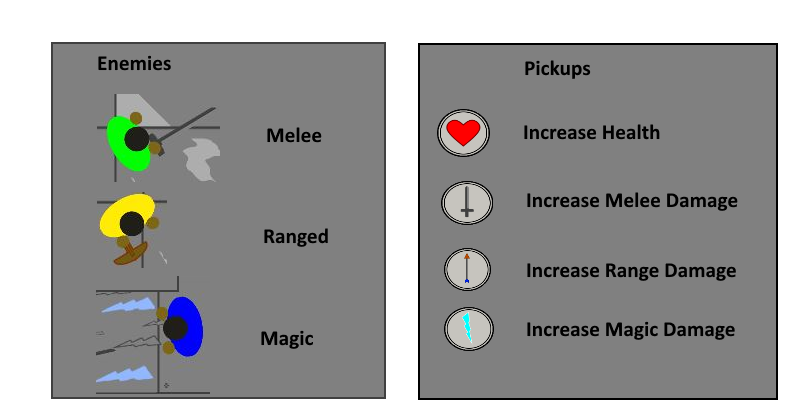 Enemies
Melee
Ranged
Magic
Pickups
Increase Health
Increase Melee Damage
Increase Range Damage
Increase Magic Damage